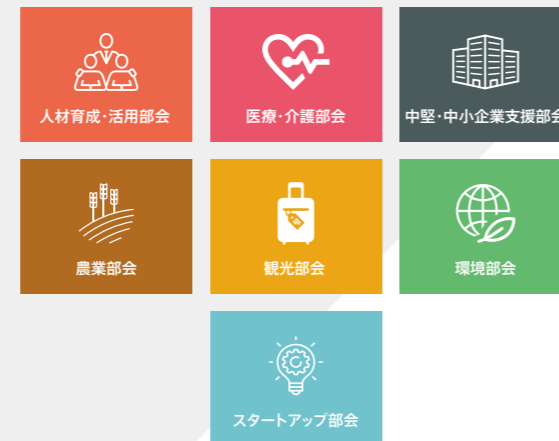 人材育成・活用部会
医療・介護部会
中堅・中小企業支援部会
農業部会
観光部会
環境部会
スタートアップ部会